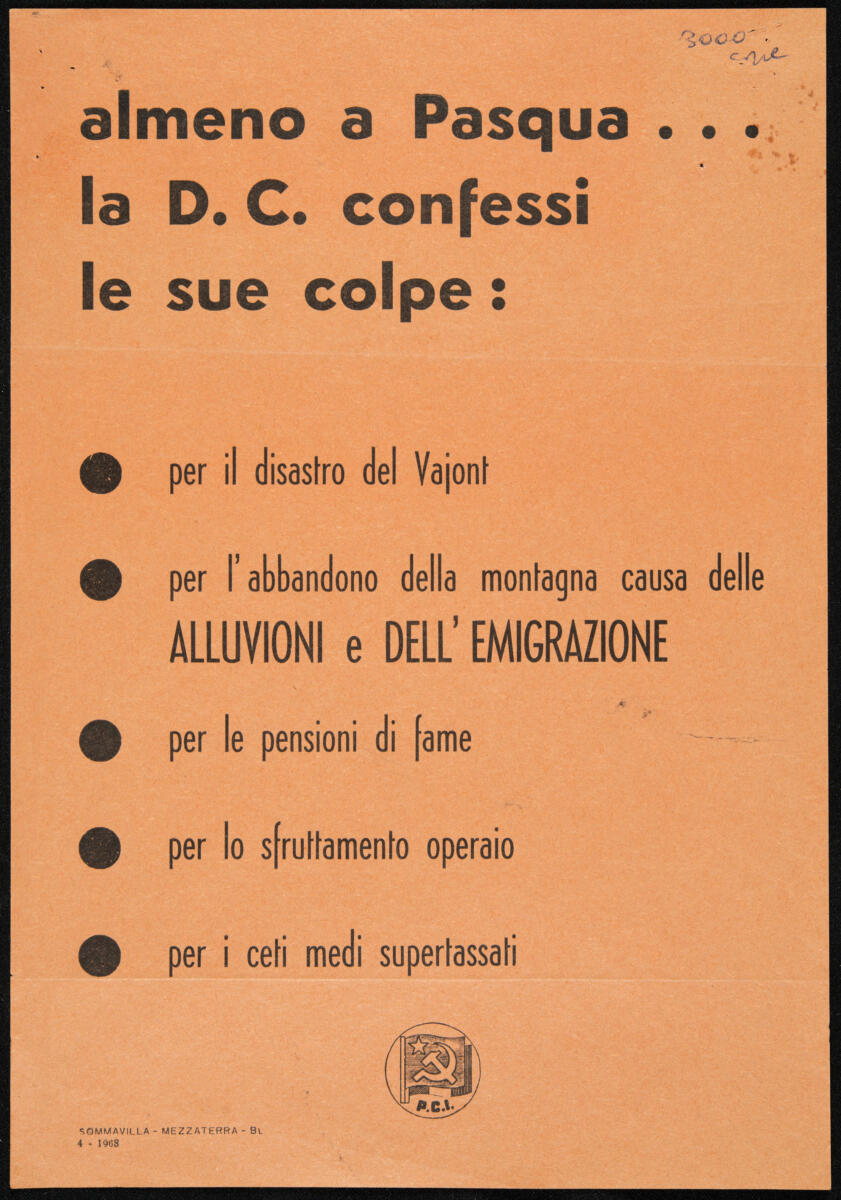 3000
almeno a Pasqua . . .
la D. C. confessi
le sue colpe :
per il disastro del Vajont
per l'abbandono della montagna causa delle
ALLUVIONI e DELL' EMIGRAZIONE
per le pensioni di fame
per lo sfruttamento operaio
per i ceti medi supertassati
P.C.I.
SOMMAVILLA - MEZZATERRA - BL
4 - 1968